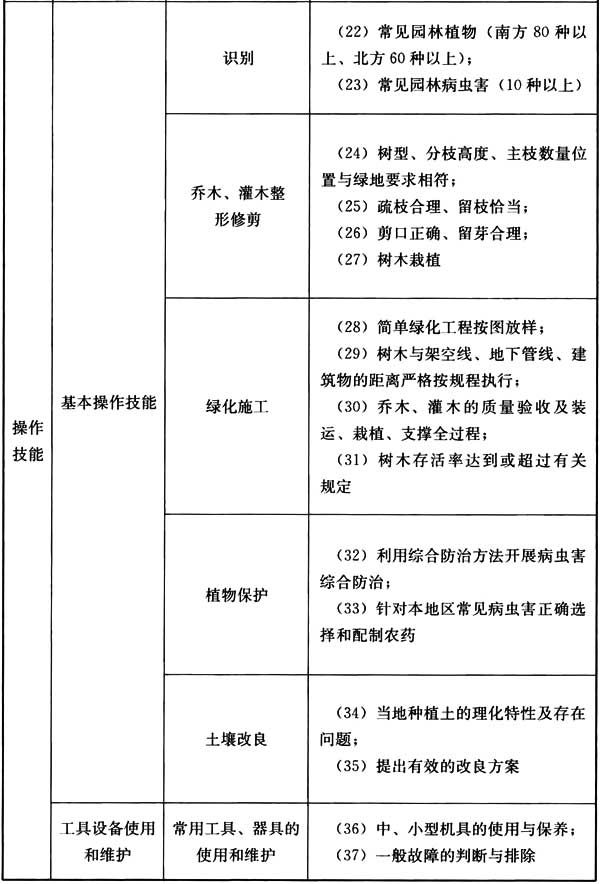 操作
技能
基本操作技能
识别
（22）常见园林植物（南方 80 种以
上、北方 60 种以上）；
（23）常见园林病虫害（10 种以上）
乔木、灌木整
形修剪
（24）树型、分枝高度、主枝数量位
置与绿地要求相符；
（25）疏枝合理、留枝恰当；
（26）剪口正确、留芽合理；
（27）树木栽植
绿化施工
（28）简单绿化工程按图放样；
（29）树木与架空线、地下管线、建
筑物的距离严格按规程执行；
（30）乔木、灌木的质量验收及装
运、栽植、支撑全过程；
（31）树木存活率达到或超过有关
规定
植物保护
（32）利用综合防治方法开展病虫害
综合防治；
（33）针对本地区常见病虫害正确选
择和配制农药
土壤改良
（34）当地种植土的理化特性及存在
问题；
（35）提出有效的改良方案
工具设备使用
和维护
常用工具、器具的
使用和维护
（36）中、小型机具的使用与保养；
（37）一般故障的判断与排除